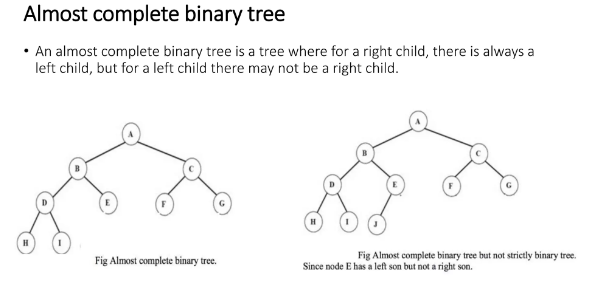 Almost complete binary tree
• An almost complete binary tree is a tree where for a right child, there is always a
left child, but for a left child there may not be a right child.
A
B
C
D
E
F
G
H
I
Fig Almost complete binary tree.
A
B
C
D
E
F
G
H
I
J
Fig Almost complete binary tree but not strictly binary tree.
Since node E has a left son but not a right son.